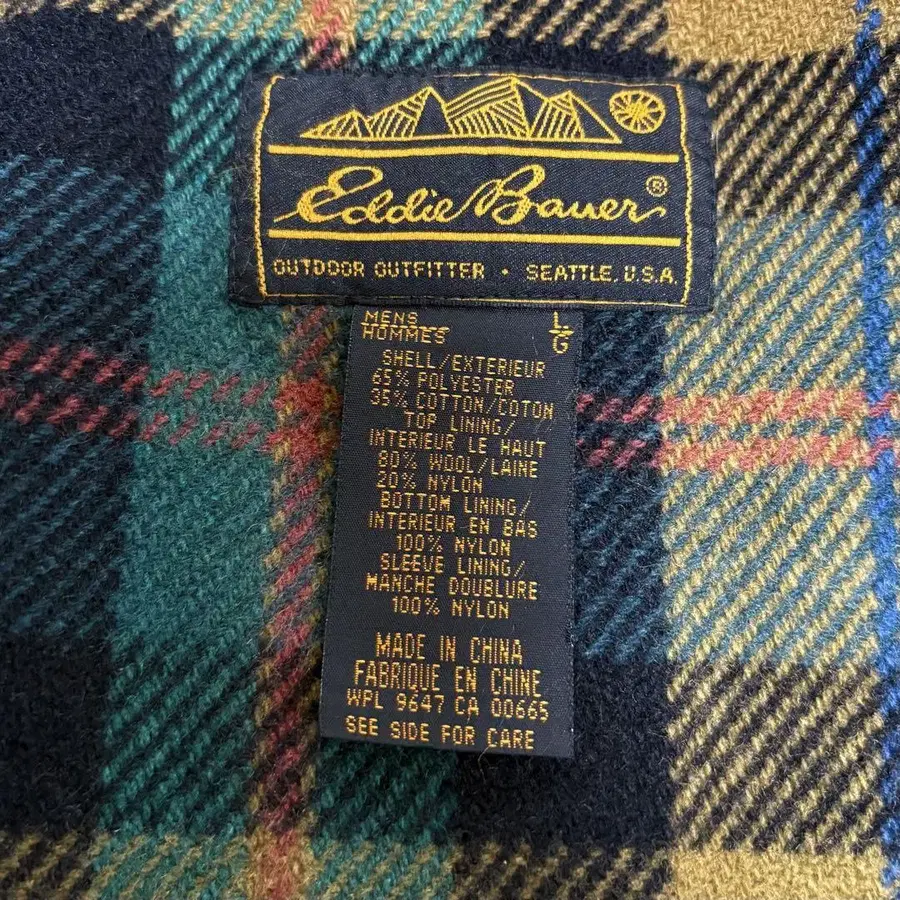 Eddie Bauer®
OUTDOOR OUTFITTER • SEATTLE, U.S.A.
MENS L
HOMMES G
SHELL/EXTERIEUR
65% POLYESTER
35% COTTON/COTON
TOP LINING/
INTERIEUR LE HAUT
80% WOOL/LAINE
20% NYLON
BOTTOM LINING/
INTERIEUR EN BAS
100% NYLON
SLEEVE LINING/
MANCHE DOUBLURE
100% NYLON
MADE IN CHINA
FABRIQUE EN CHINE
WPL 9647 CA 00665
SEE SIDE FOR CARE